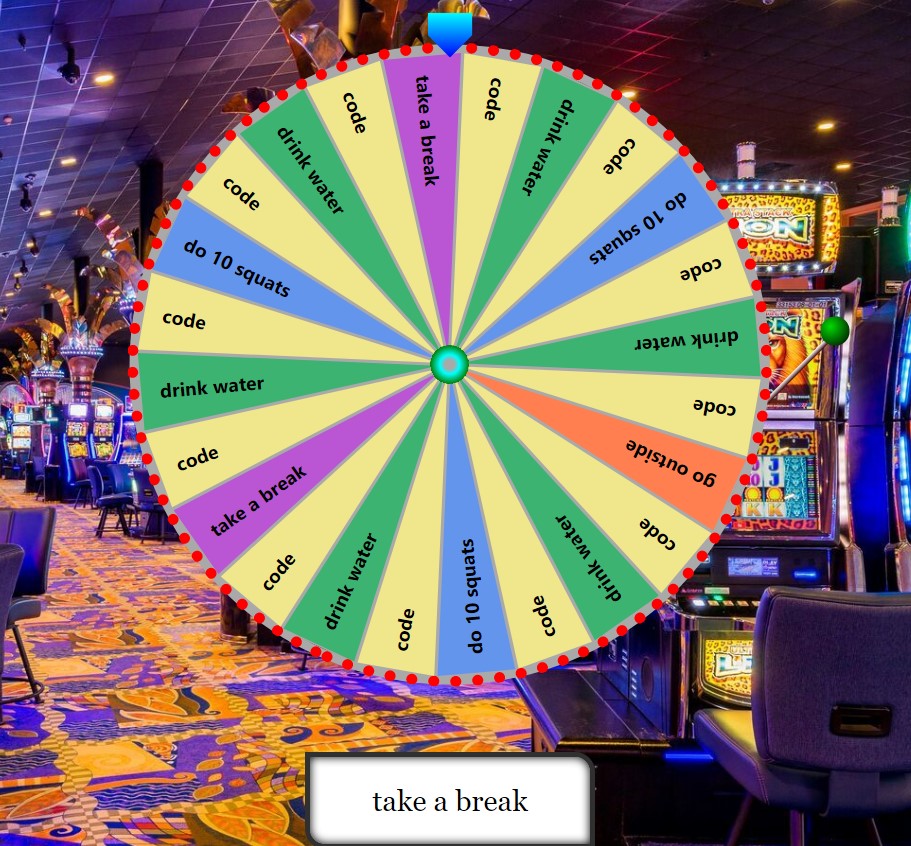 take a break
code
drink water
code
do 10 squats
code
drink water
code
go outside
code
drink water
code
do 10 squats
code
drink water
code
take a break
code
drink water
code
do 10 squats
code
drink water
code
take a break